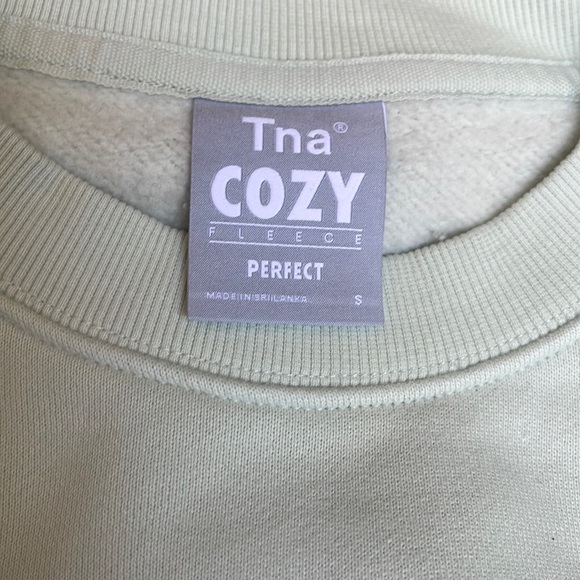 Tna®
COZY
FLEECE
PERFECT
MADE IN SRI LANKA S